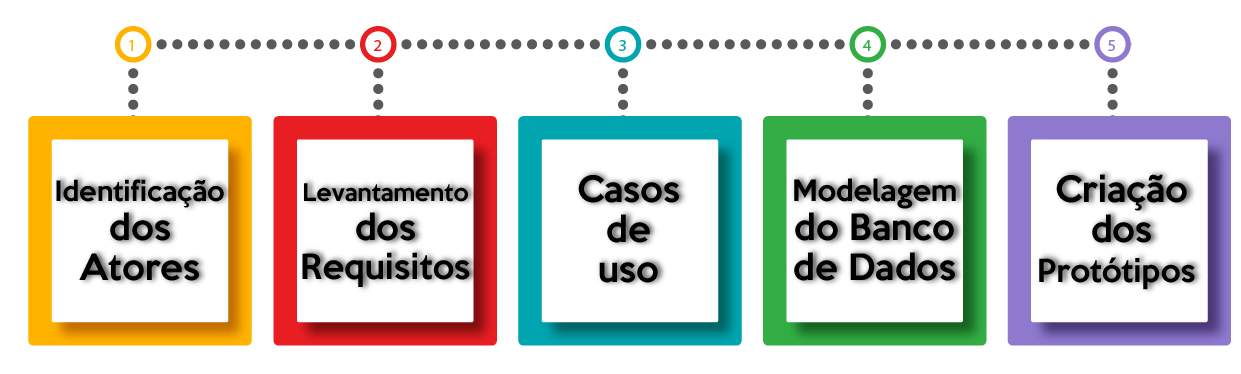 1
2
3
4
5
Identificação
dos
Atores
Levantamento
dos
Requisitos
Casos
de
uso
Modelagem
do Banco
de Dados
Criação
dos
Protótipos